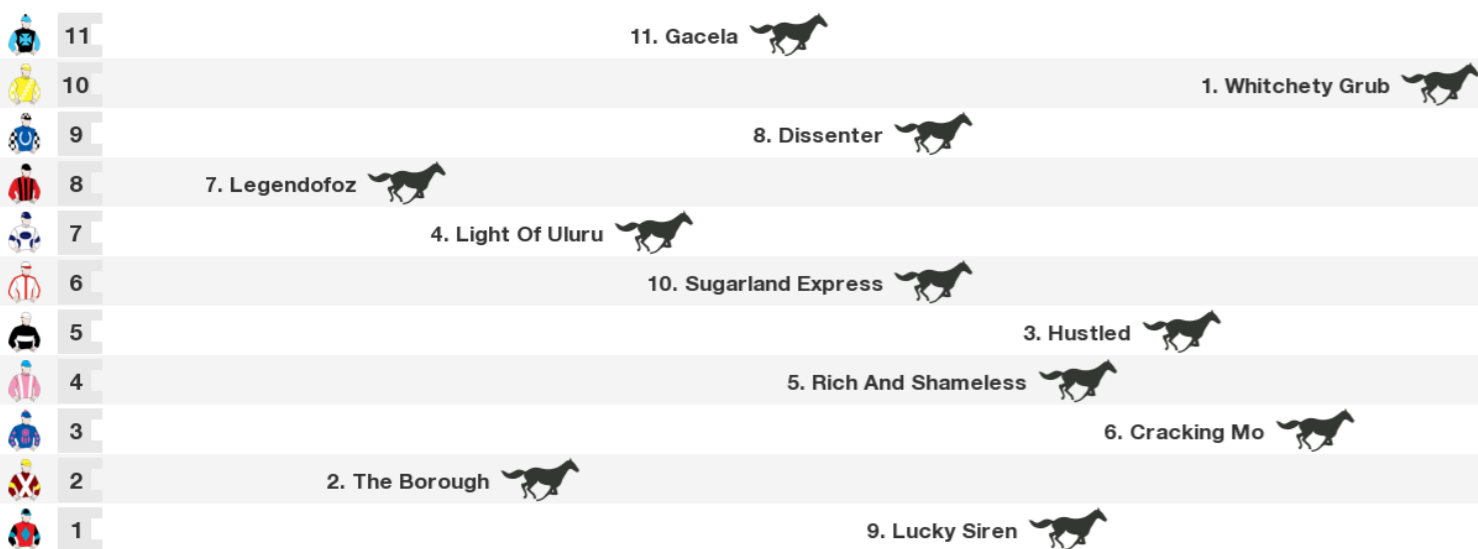 11 11. Gacela
10 1. Whitchety Grub
9 8. Dissenter
8 7. Legendofoz
7 4. Light Of Uluru
6 10. Sugarland Express
5 3. Hustled
4 5. Rich And Shameless
3 6. Cracking Mo
2 2. The Borough
1 9. Lucky Siren